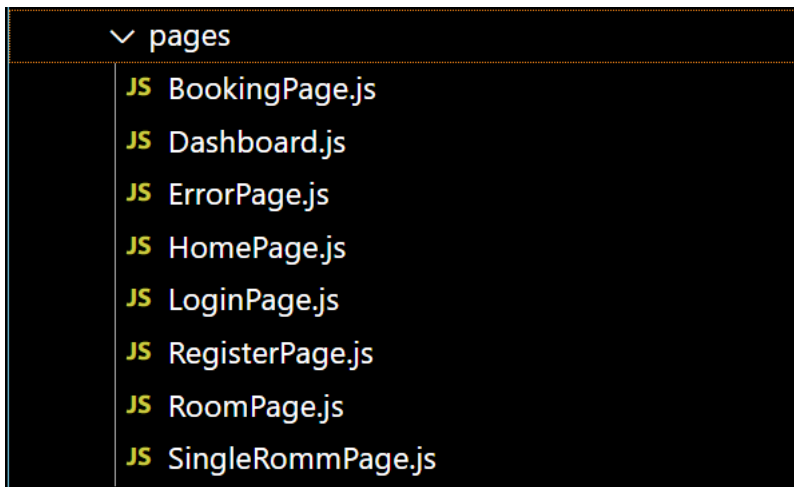 pages
JS BookingPage.js
JS Dashboard.js
JS ErrorPage.js
JS HomePage.js
JS LoginPage.js
JS RegisterPage.js
JS RoomPage.js
JS SingleRommPage.js